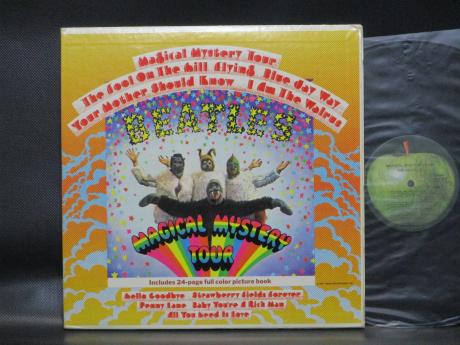 Magical Mystery Tour
The Fool On The Hill Flying Blue Jay Way
Your Mother Should Know I Am The Walrus
BEATLES
MAGICAL MYSTERY
TOUR
Includes 24-page full color picture book
Hello Goodbye Strawberry Fields Forever
Penny Lane Baby You're A Rich Man
All You Need Is Love